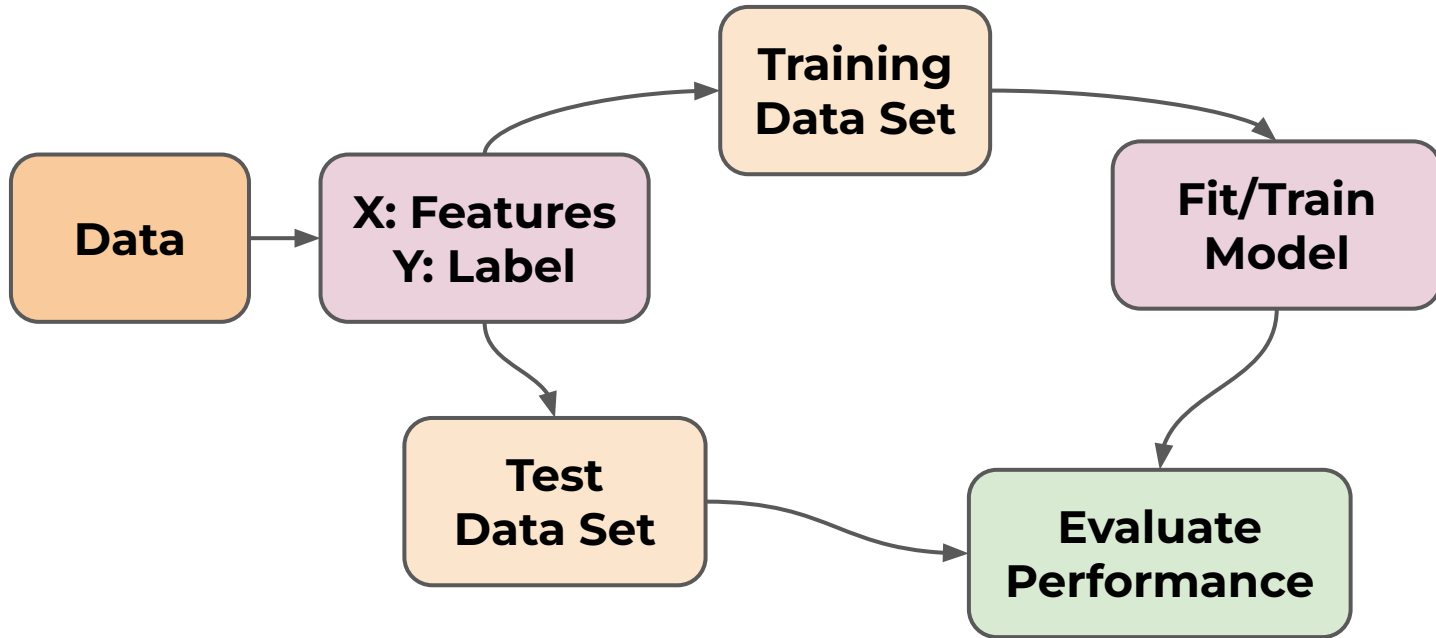 Data
X: Features
Y: Label
Training
Data Set
Fit/Train
Model
Test
Data Set
Evaluate
Performance